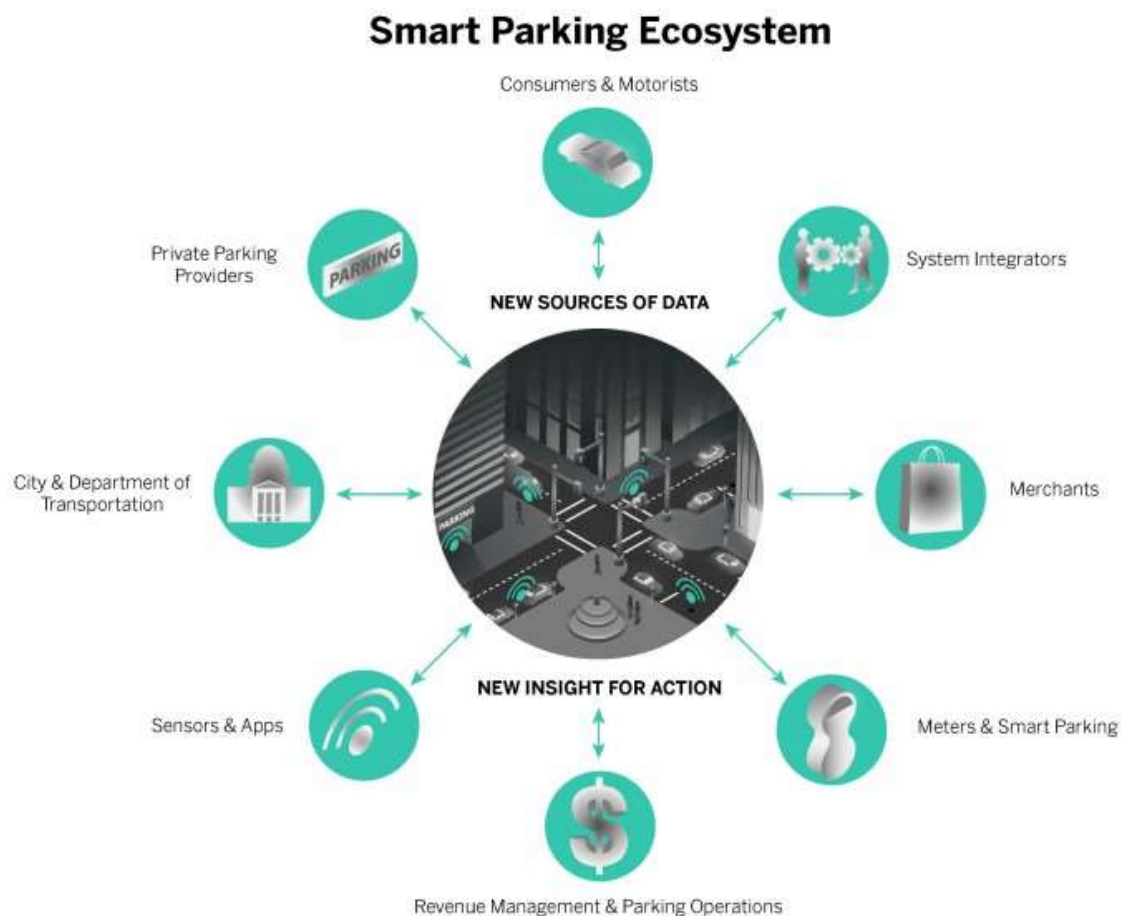 Smart Parking Ecosystem
Consumers & Motorists
Private Parking
Providers
PARKING
System Integrators
NEW SOURCES OF DATA
City & Department of
Transportation
PARKING
Merchants
NEW INSIGHT FOR ACTION
Sensors & Apps
Meters & Smart Parking
Revenue Management & Parking Operations